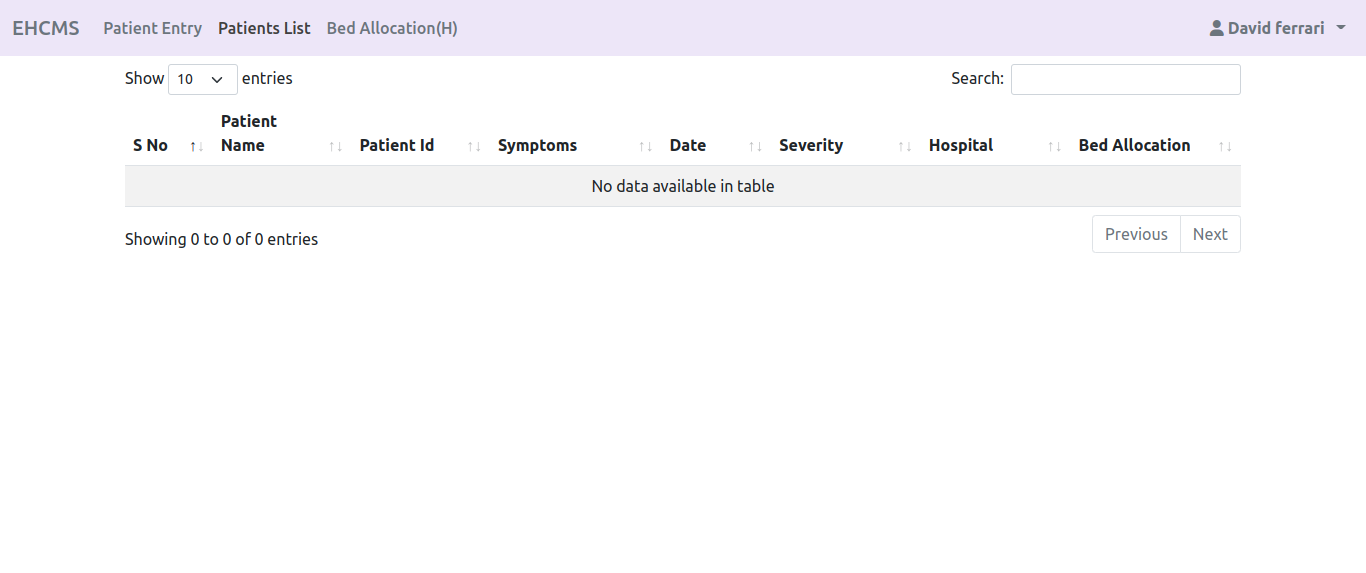 EHCMS Patient Entry Patients List Bed Allocation(H) David ferrari
Show 10 entries Search:
S No Patient Name Patient Id Symptoms Date Severity Hospital Bed Allocation
No data available in table
Showing 0 to 0 of 0 entries Previous Next